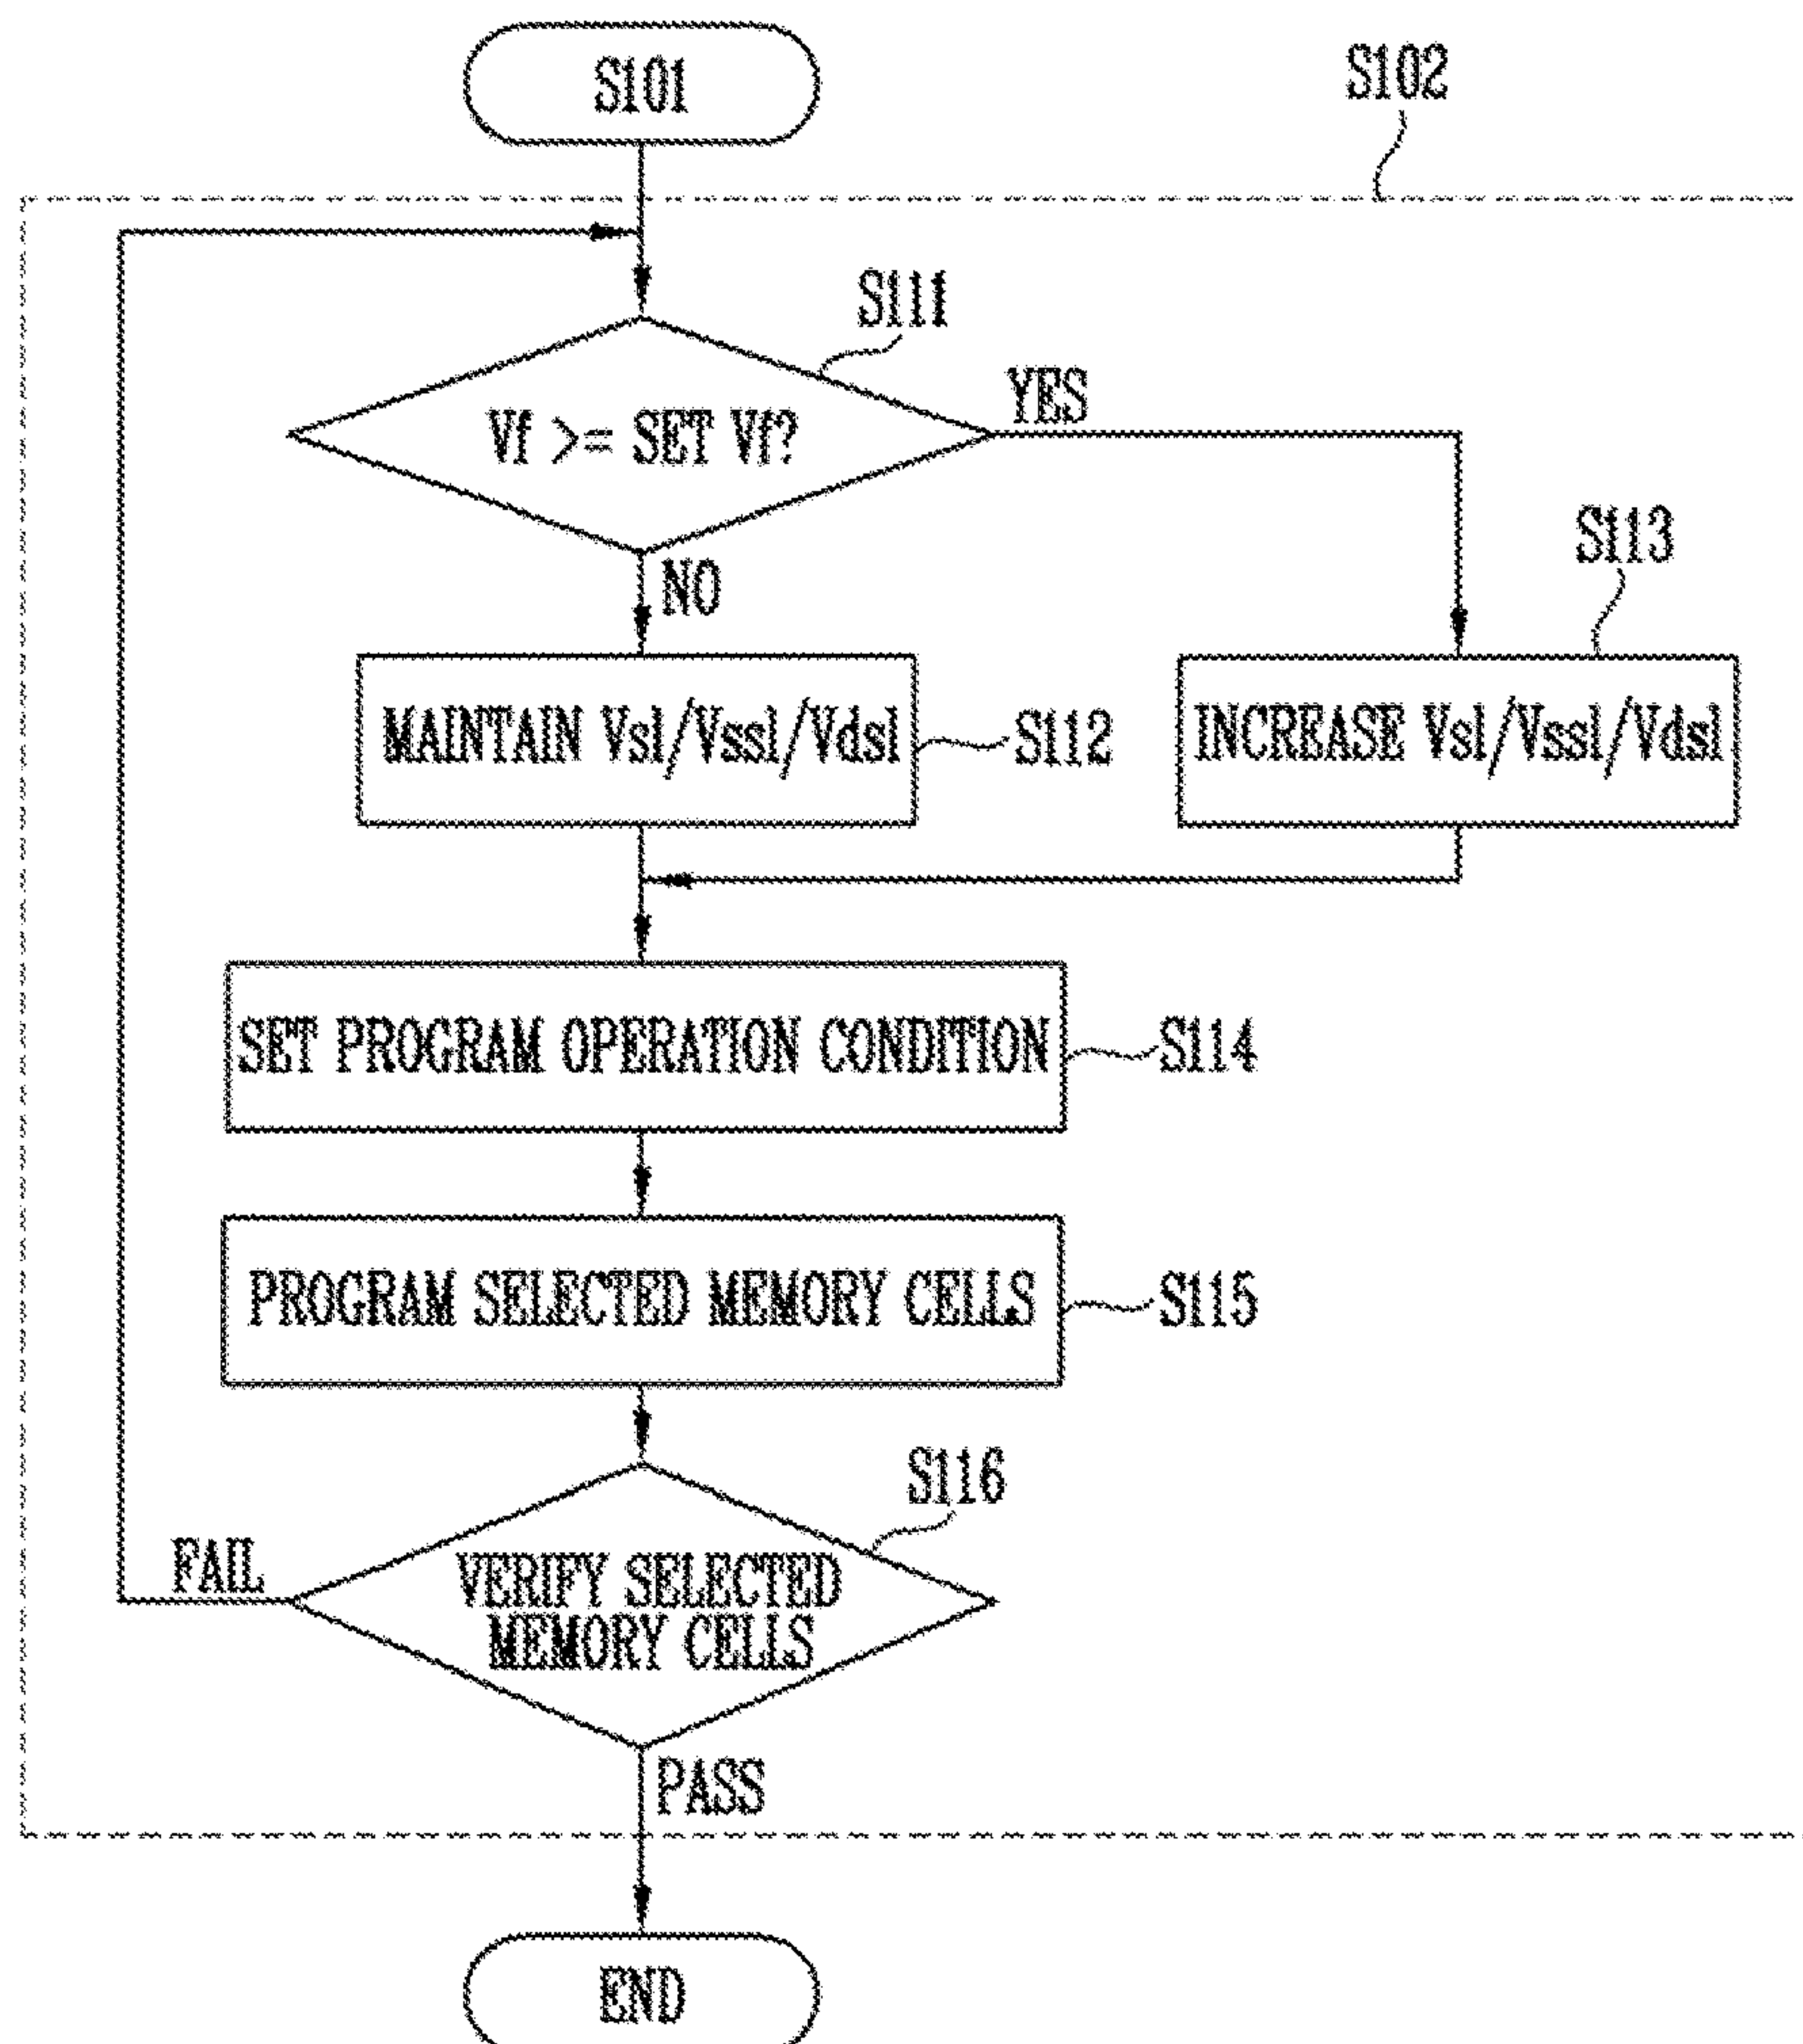 S101
S102
S111
Vf >= SET Vf?
YES
NO
S113
MAINTAIN Vsl/Vssl/Vdsl
S112
INCREASE Vsl/Vssl/Vdsl
SET PROGRAM OPERATION CONDITION
S114
PROGRAM SELECTED MEMORY CELLS
S115
S116
FAIL
VERIFY SELECTED
MEMORY CELLS
PASS
END